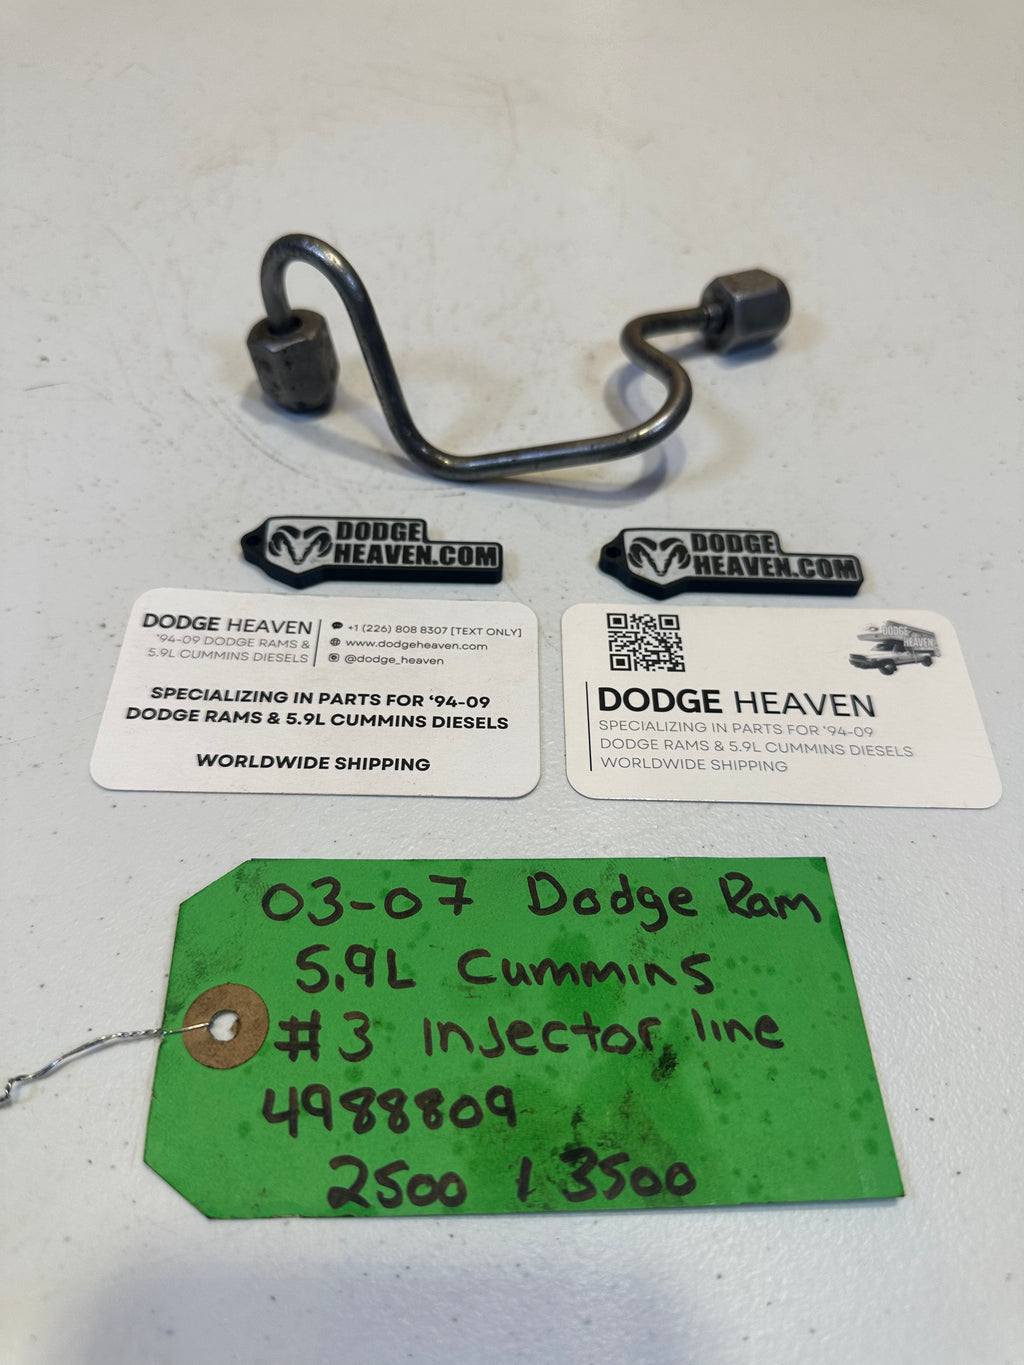 DODGE
HEAVEN.COM
DODGE
HEAVEN.COM
DODGE HEAVEN
'94-09 DODGE RAMS &
5.9L CUMMINS DIESELS
+1 (226) 808 8307 [TEXT ONLY]
www.dodgeheaven.com
@dodge_heaven
SPECIALIZING IN PARTS FOR '94-09
DODGE RAMS & 5.9L CUMMINS DIESELS
WORLDWIDE SHIPPING
DODGE
HEAVEN
DODGE HEAVEN
SPECIALIZING IN PARTS FOR '94-09
DODGE RAMS & 5.9L CUMMINS DIESELS
WORLDWIDE SHIPPING
03-07 Dodge Ram
5.9L Cummins
#3 Injector line
4988809
2500 / 3500